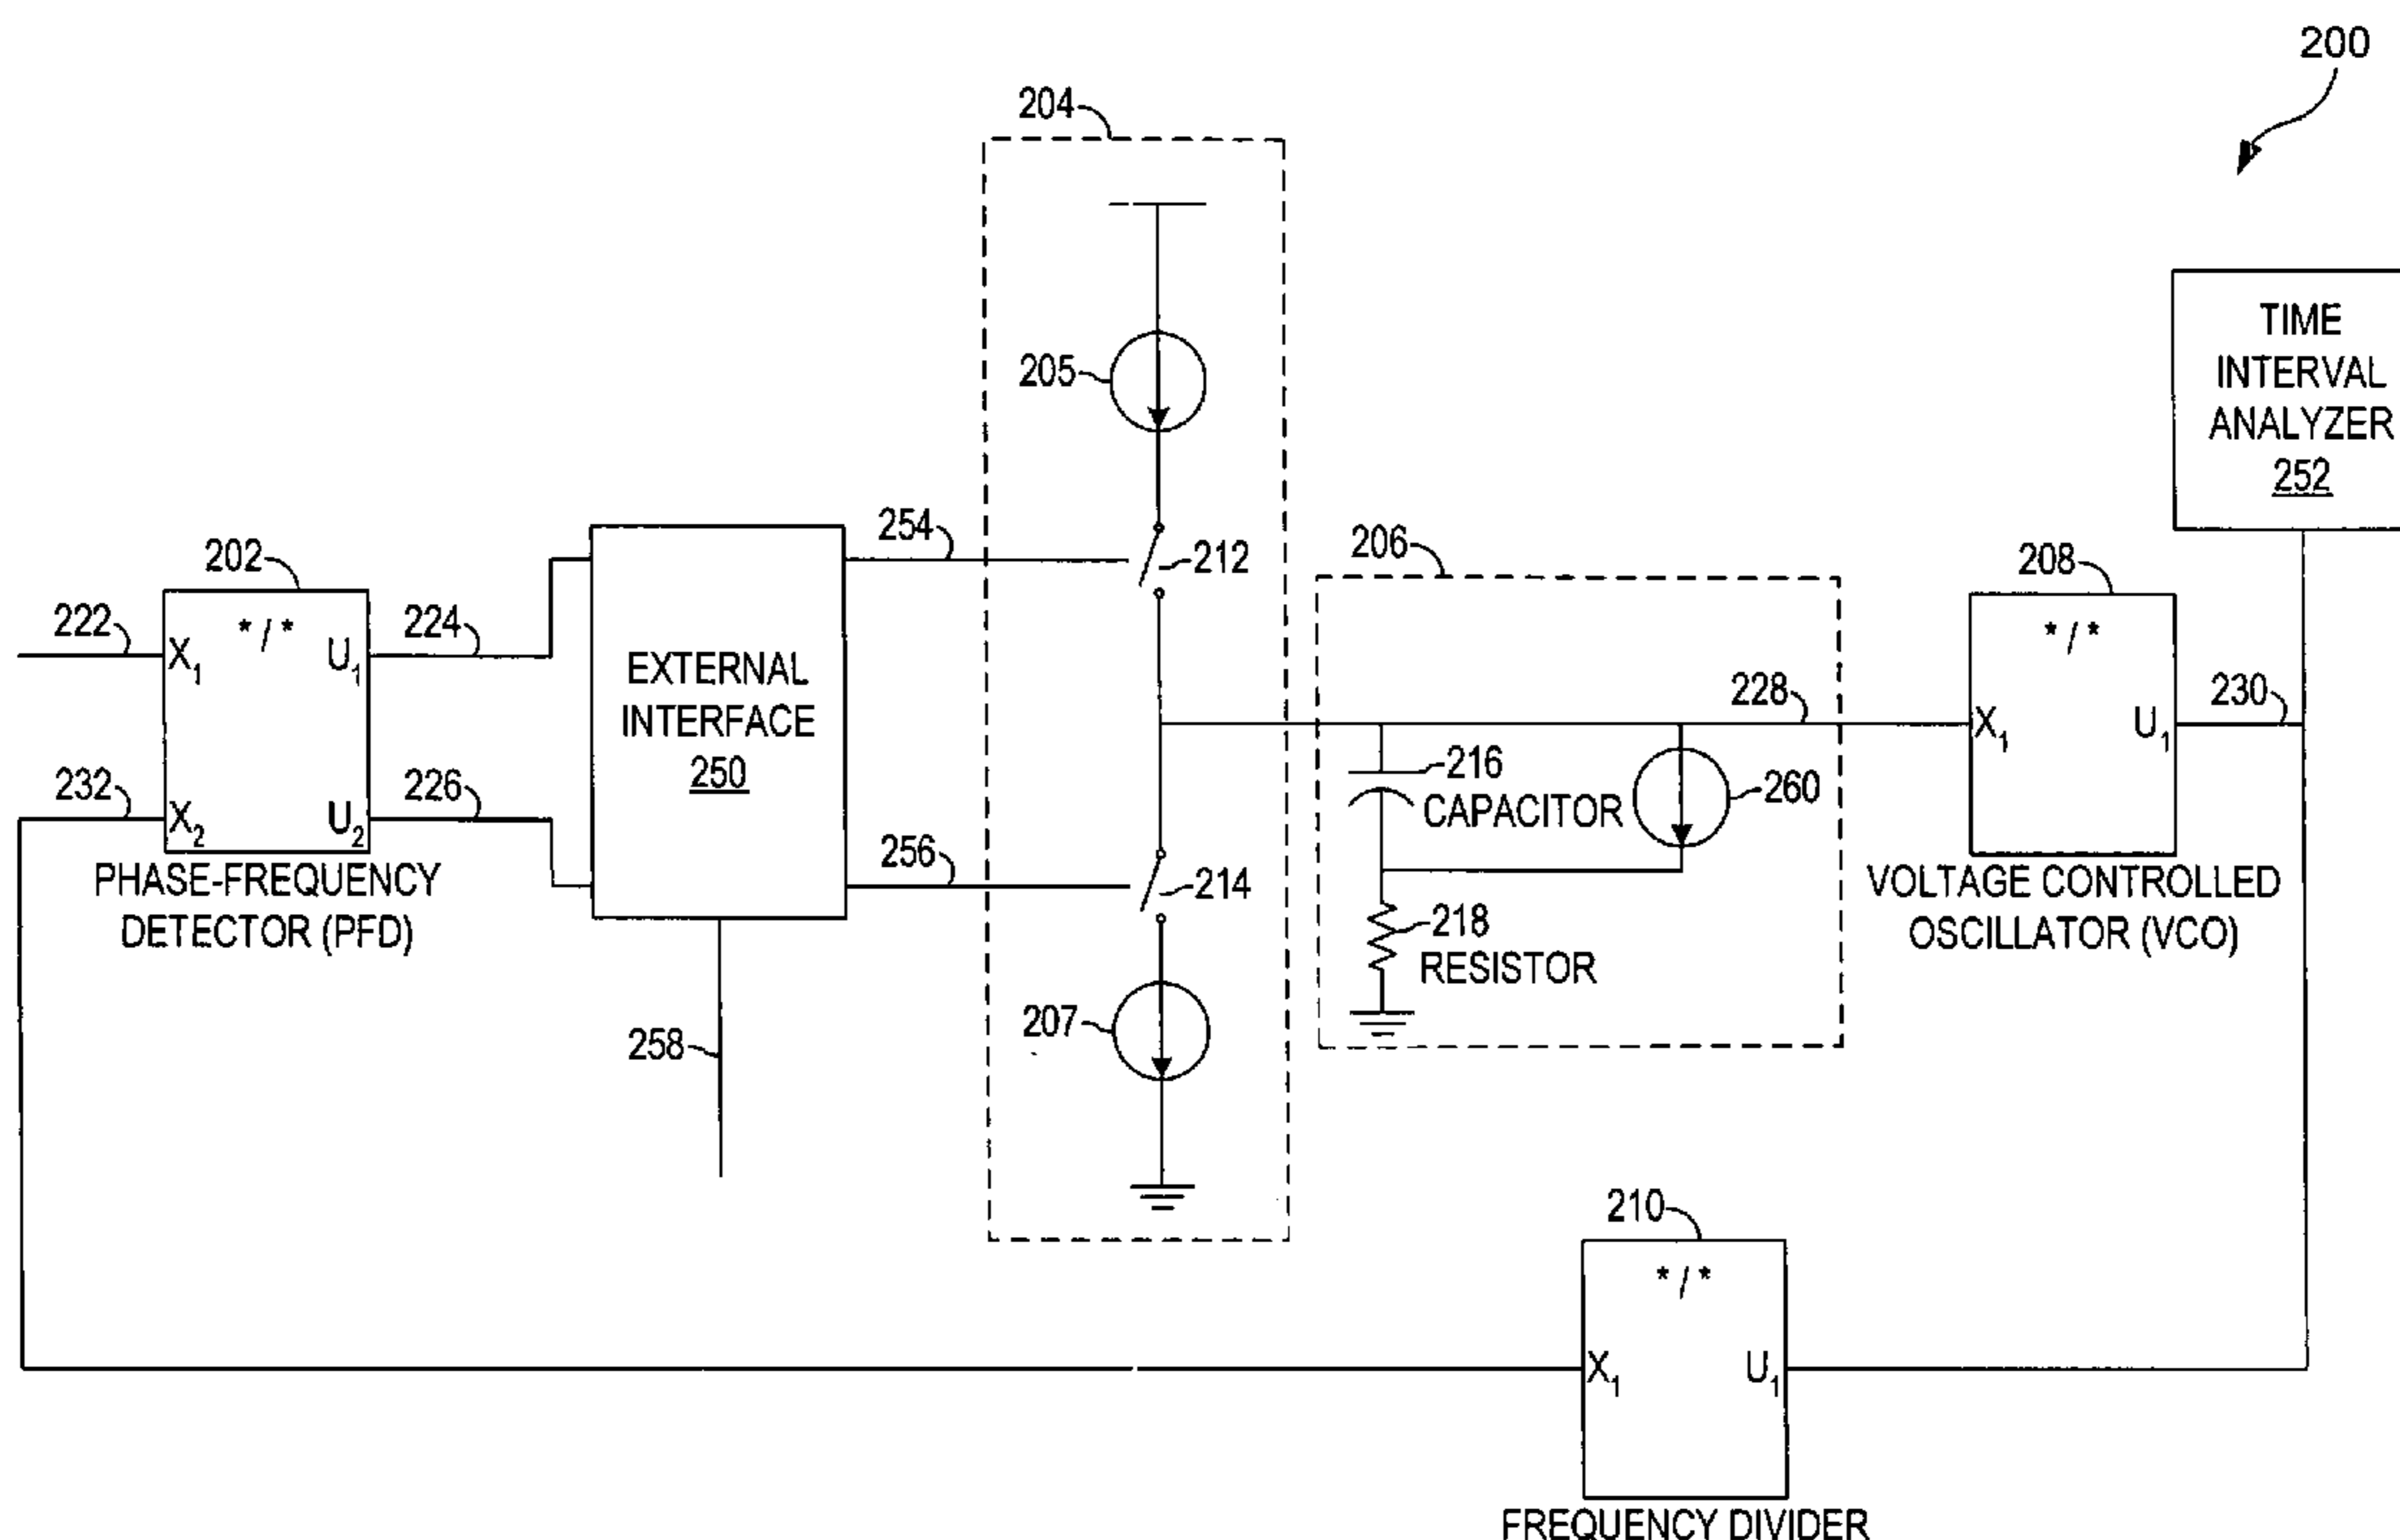 200
204
TIME
INTERVAL
ANALYZER
252
205
254
212
202
206
208
222
* / *
224
* / *
X1
U1
EXTERNAL
INTERFACE
250
228
230
X1
U1
232
226
216
CAPACITOR
260
X2
U2
PHASE-FREQUENCY
DETECTOR (PFD)
256
214
VOLTAGE CONTROLLED
OSCILLATOR (VCO)
218
RESISTOR
207
258
210
* / *
X1
U1
FREQUENCY DIVIDER